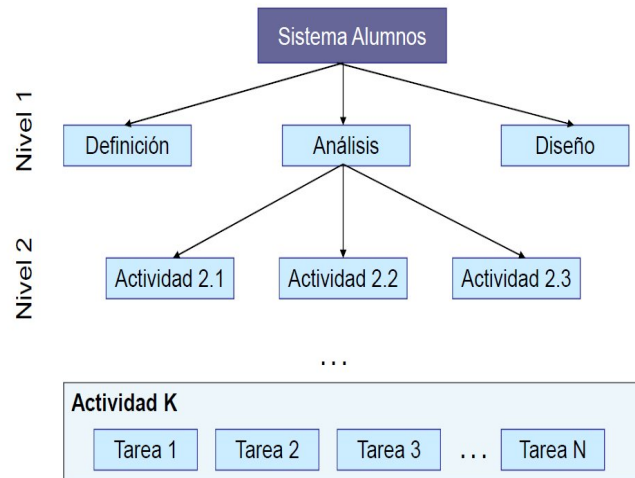 Sistema Alumnos
Nivel 1
Definición
Análisis
Diseño
Nivel 2
Actividad 2.1
Actividad 2.2
Actividad 2.3
...
Actividad K
Tarea 1
Tarea 2
Tarea 3
...
Tarea N